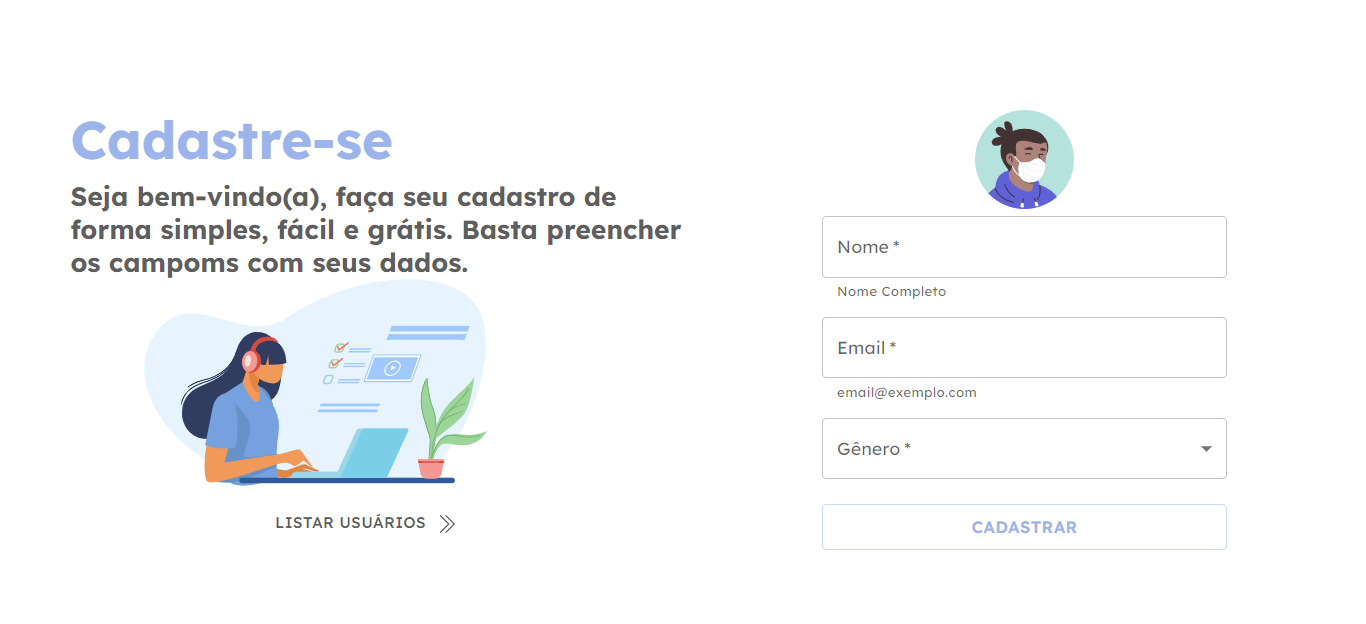 Cadastre-se
Seja bem-vindo(a), faça seu cadastro de
forma simples, fácil e grátis. Basta preencher
os campoms com seus dados.
LISTAR USUÁRIOS
Nome *
Nome Completo
Email *
email@exemplo.com
Gênero *
CADASTRAR